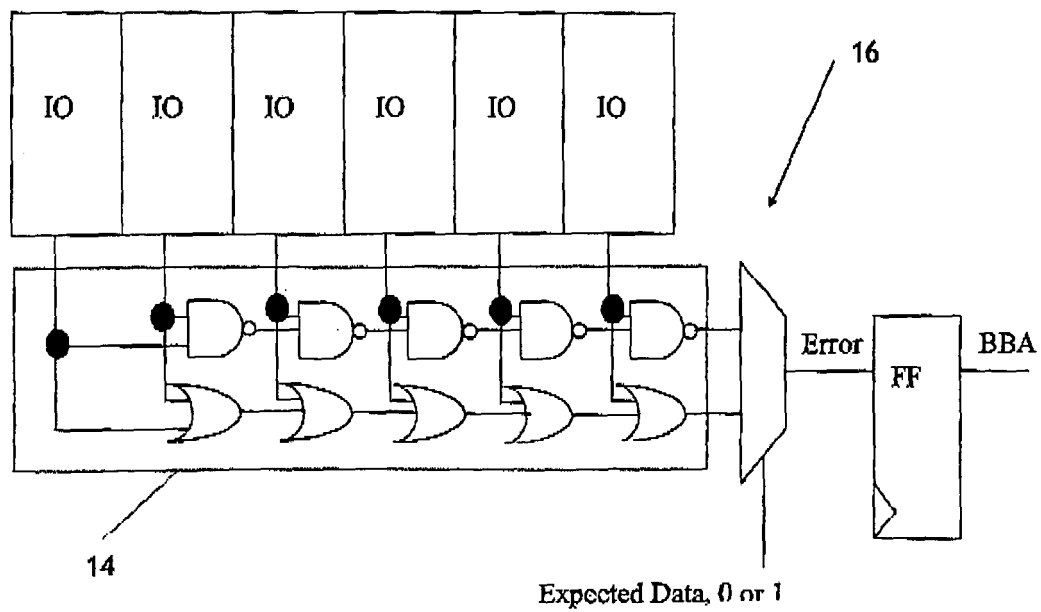 16
IO IO IO IO IO IO
Error
BBA
FF
14
Expected Data, 0 or 1